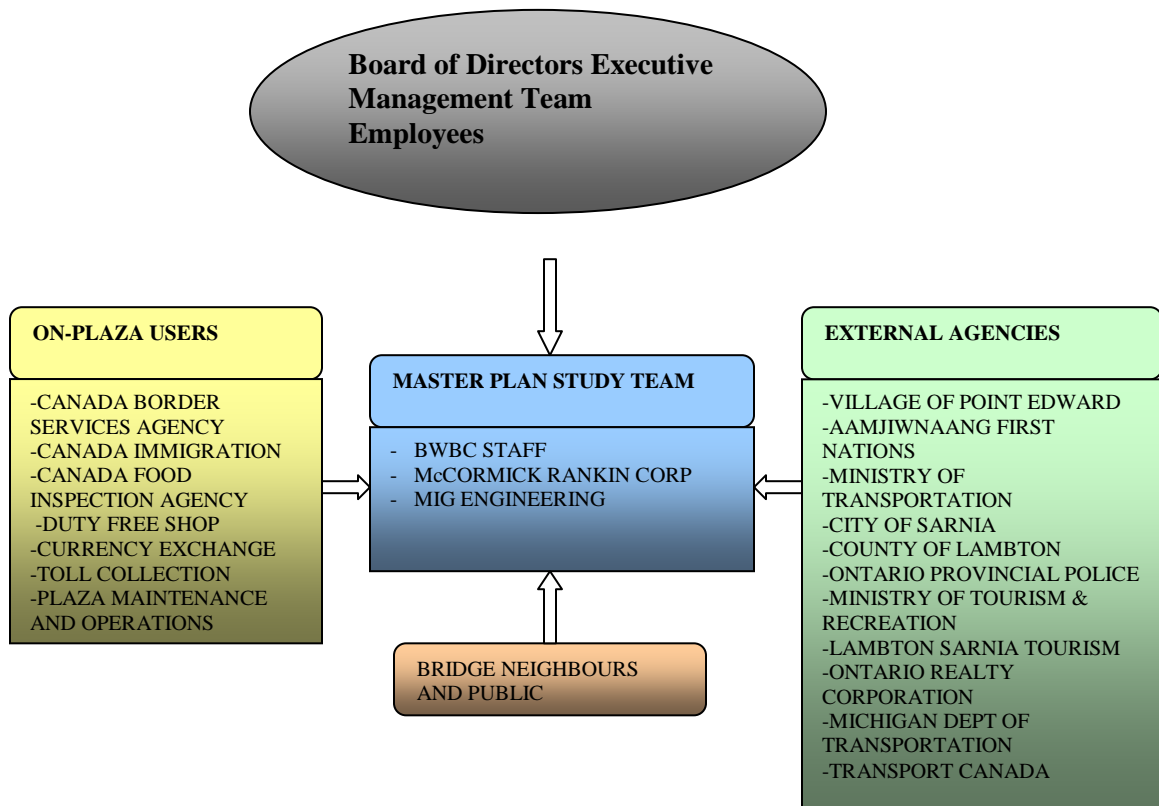 Board of Directors Executive
Management Team
Employees
ON-PLAZA USERS
-CANADA BORDER
SERVICES AGENCY
-CANADA IMMIGRATION
-CANADA FOOD
INSPECTION AGENCY
-DUTY FREE SHOP
-CURRENCY EXCHANGE
-TOLL COLLECTION
-PLAZA MAINTENANCE
AND OPERATIONS
MASTER PLAN STUDY TEAM
- BWBC STAFF
- McCORMICK RANKIN CORP
- MIG ENGINEERING
BRIDGE NEIGHBOURS
AND PUBLIC
EXTERNAL AGENCIES
-VILLAGE OF POINT EDWARD
-AAMJIWNAANG FIRST
NATIONS
-MINISTRY OF
TRANSPORTATION
-CITY OF SARNIA
-COUNTY OF LAMBTON
-ONTARIO PROVINCIAL POLICE
-MINISTRY OF TOURISM &
RECREATION
-LAMBTON SARNIA TOURISM
-ONTARIO REALTY
CORPORATION
-MICHIGAN DEPT OF
TRANSPORTATION
-TRANSPORT CANADA